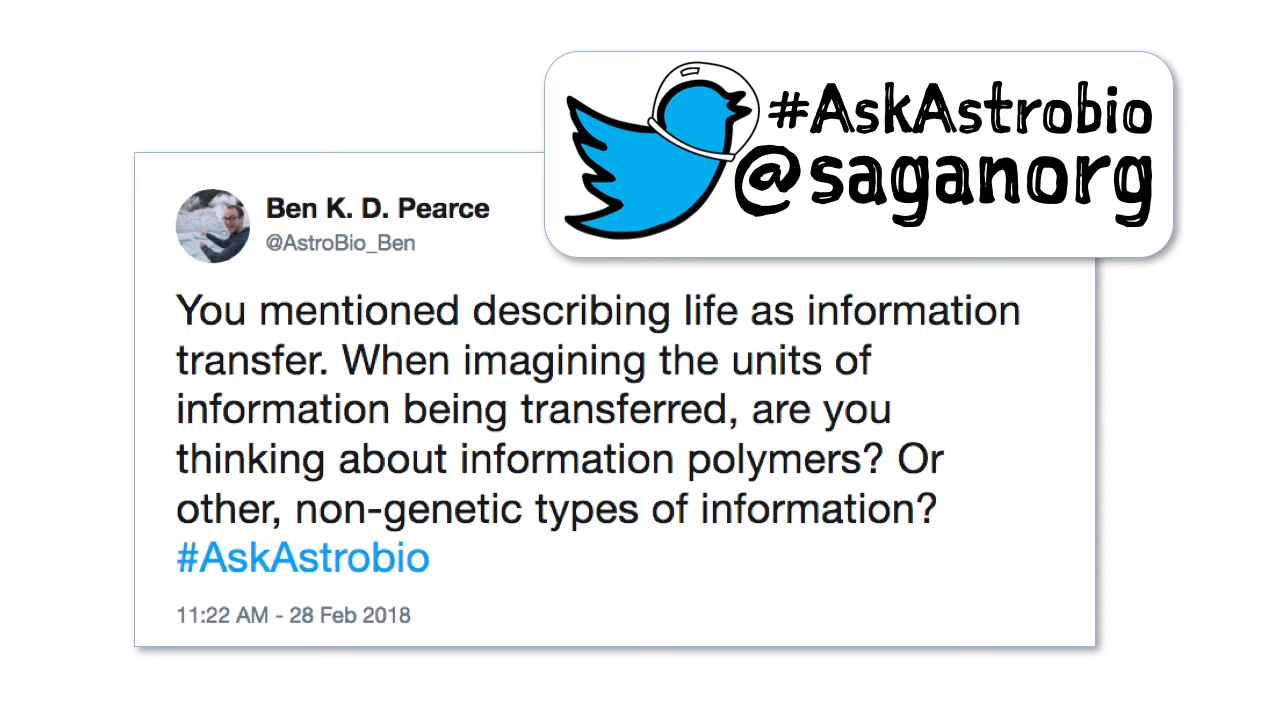 #AskAstrobio
@saganorg
Ben K. D. Pearce
@AstroBio_Ben
You mentioned describing life as information
transfer. When imagining the units of
information being transferred, are you
thinking about information polymers? Or
other, non-genetic types of information?
#AskAstrobio
11:22 AM - 28 Feb 2018